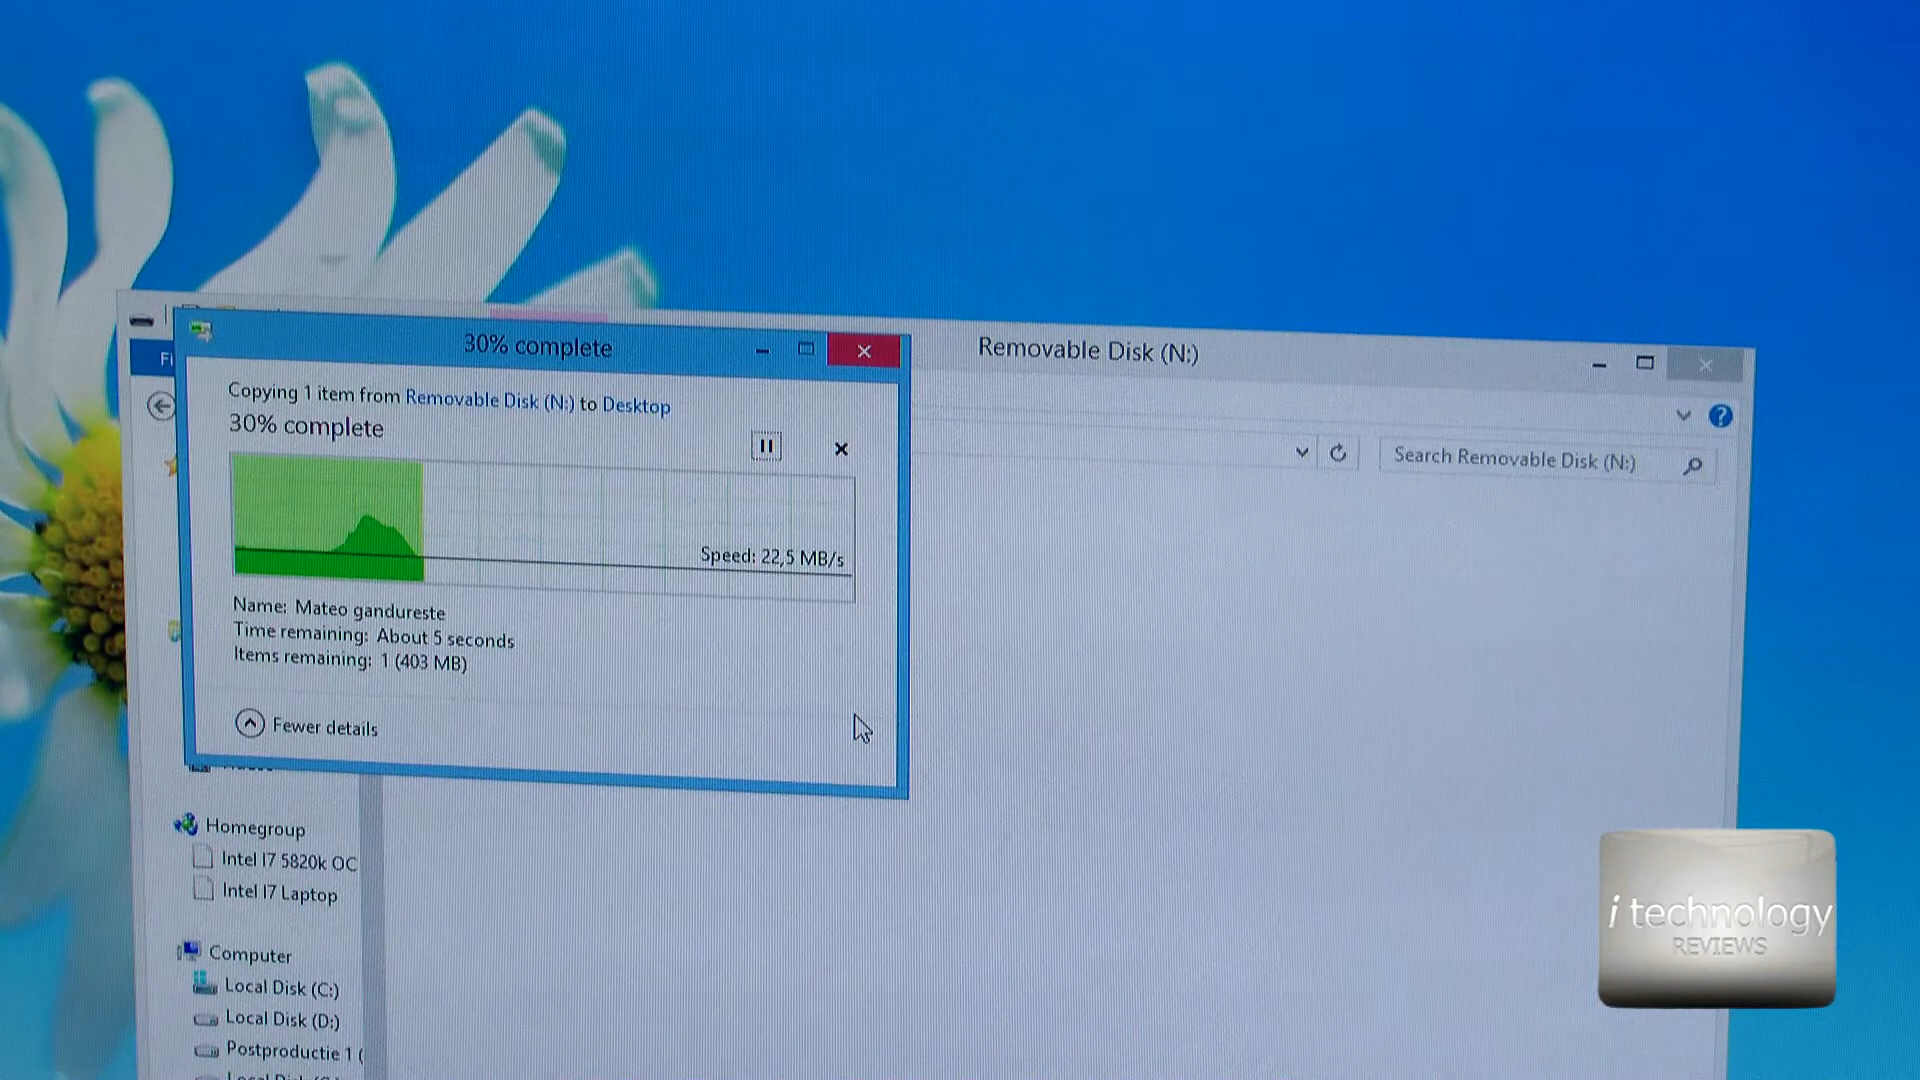 30% complete
Removable Disk (N:)
Copying 1 item from Removable Disk (N:) to Desktop
30% complete
Search Removable Disk (N:)
Speed: 22,5 MB/s
Name: Mateo gandureste
Time remaining: About 5 seconds
Items remaining: 1 (403 MB)
Fewer details
Homegroup
Intel I7 5820k OC
Intel I7 Laptop
Computer
Local Disk (C:)
Local Disk (D:)
Postproductie 1 (
i technology
REVIEWS